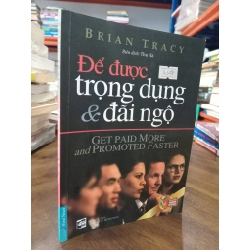 BRIAN TRACY
Để được
trọng dụng
& đãi ngộ
GET PAID MORE
and PROMOTED FASTER